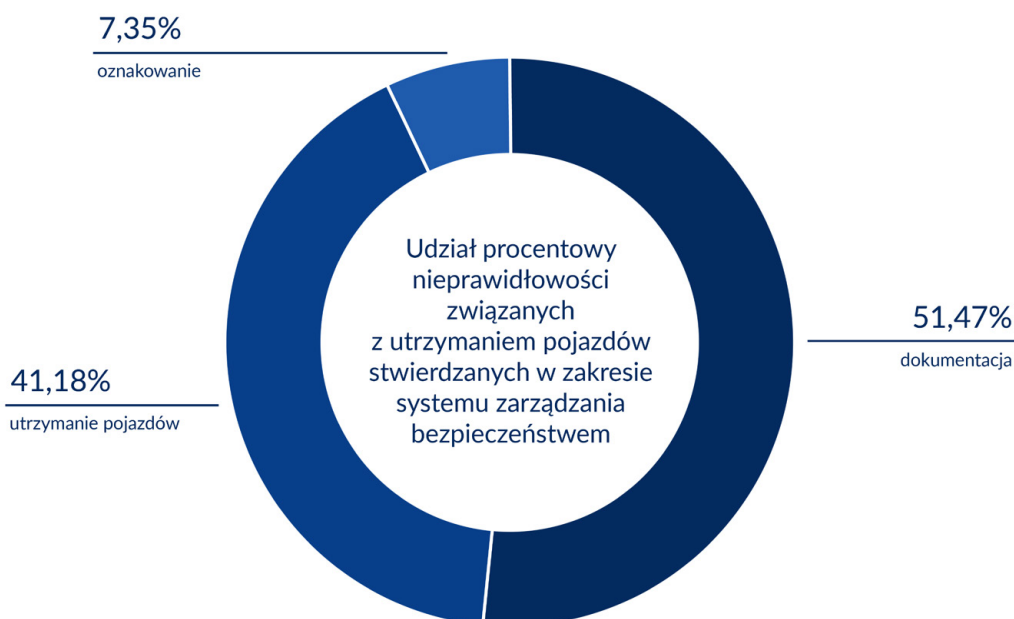 7,35%
oznakowanie
Udział procentowy
nieprawidłowości
związanych
z utrzymaniem pojazdów
stwierdzanych w zakresie
systemu zarządzania
bezpieczeństwem
51,47%
dokumentacja
41,18%
utrzymanie pojazdów